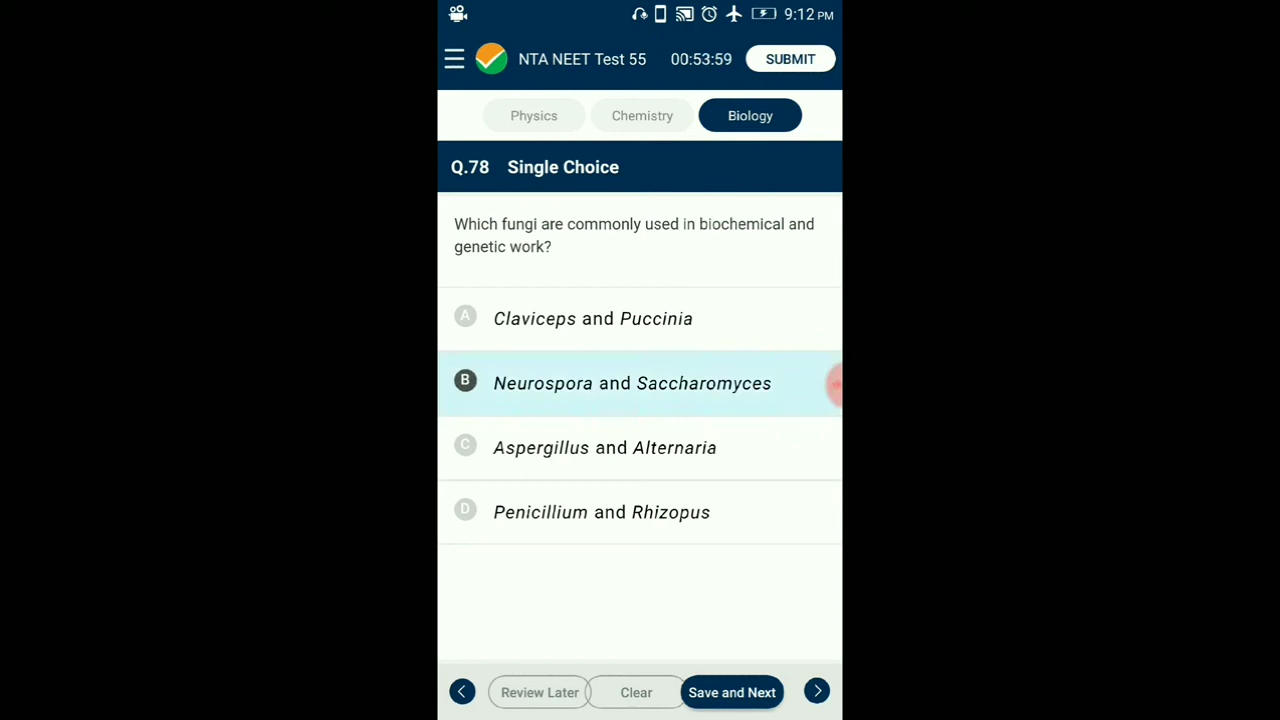 9:12 PM
NTA NEET Test 55 00:53:59 SUBMIT
Physics Chemistry Biology
Q.78 Single Choice
Which fungi are commonly used in biochemical and
genetic work?
A Claviceps and Puccinia
B Neurospora and Saccharomyces
C Aspergillus and Alternaria
D Penicillium and Rhizopus
Review Later Clear Save and Next